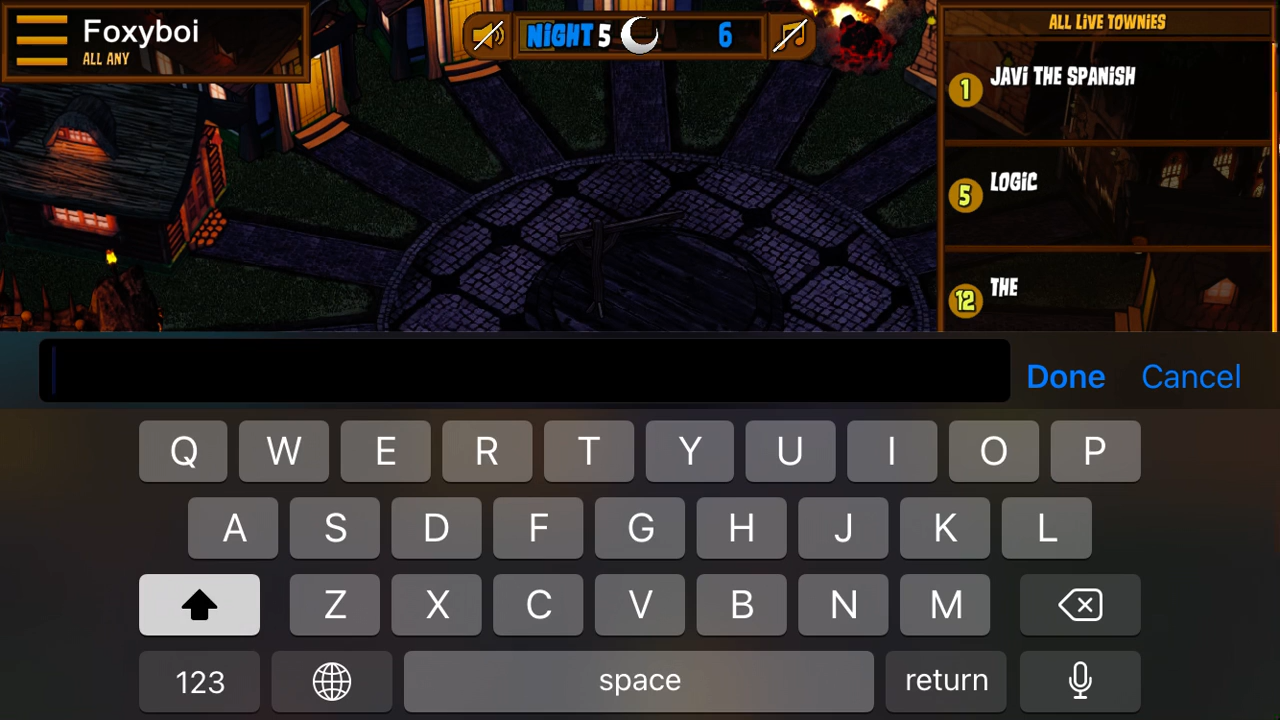 Foxyboi
ALL ANY
NIGHT 5
6
ALL LIVE TOWNIES
1
JAVI THE SPANISH
5
LOGIC
12
THE
Done
Cancel
Q W E R T Y U I O P
A S D F G H J K L
Z X C V B N M
123
space
return